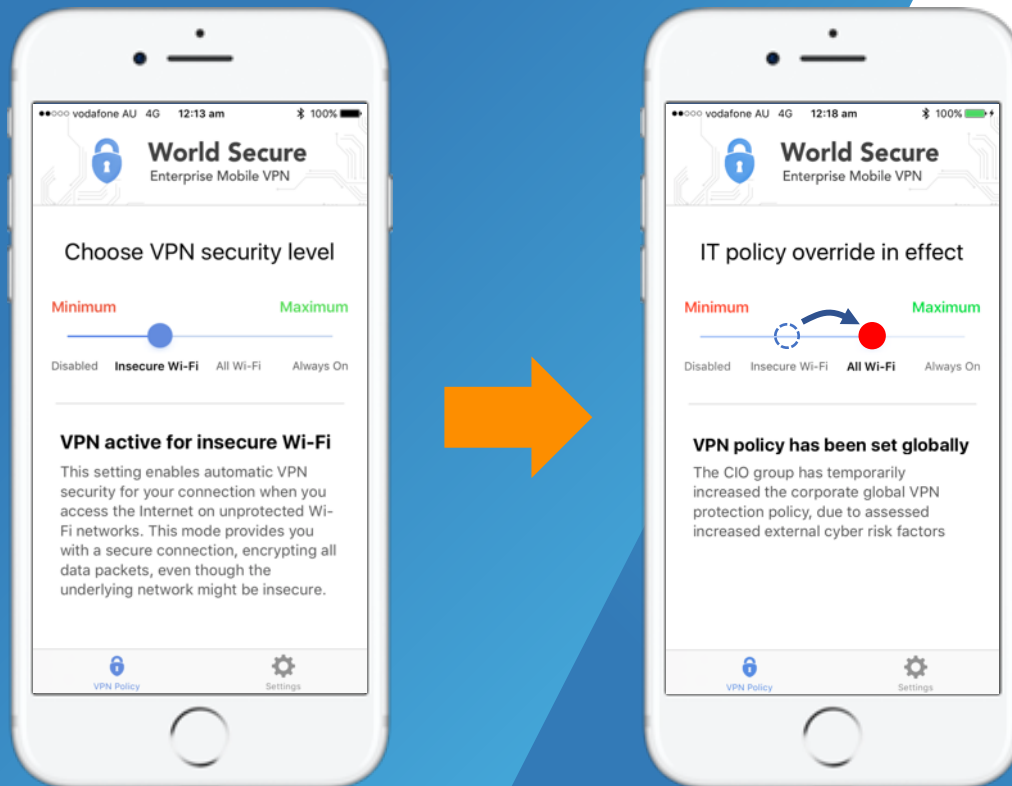 vodafone AU 4G 12:13 am 100%
World Secure
Enterprise Mobile VPN
Choose VPN security level
Minimum Maximum
Disabled Insecure Wi-Fi All Wi-Fi Always On
VPN active for insecure Wi-Fi
This setting enables automatic VPN
security for your connection when you
access the Internet on unprotected Wi-
Fi networks. This mode provides you
with a secure connection, encrypting all
data packets, even though the
underlying network might be insecure.
VPN Policy Settings
vodafone AU 4G 12:18 am 100%
World Secure
Enterprise Mobile VPN
IT policy override in effect
Minimum Maximum
Disabled Insecure Wi-Fi All Wi-Fi Always On
VPN policy has been set globally
The CIO group has temporarily
increased the corporate global VPN
protection policy, due to assessed
increased external cyber risk factors
VPN Policy Settings